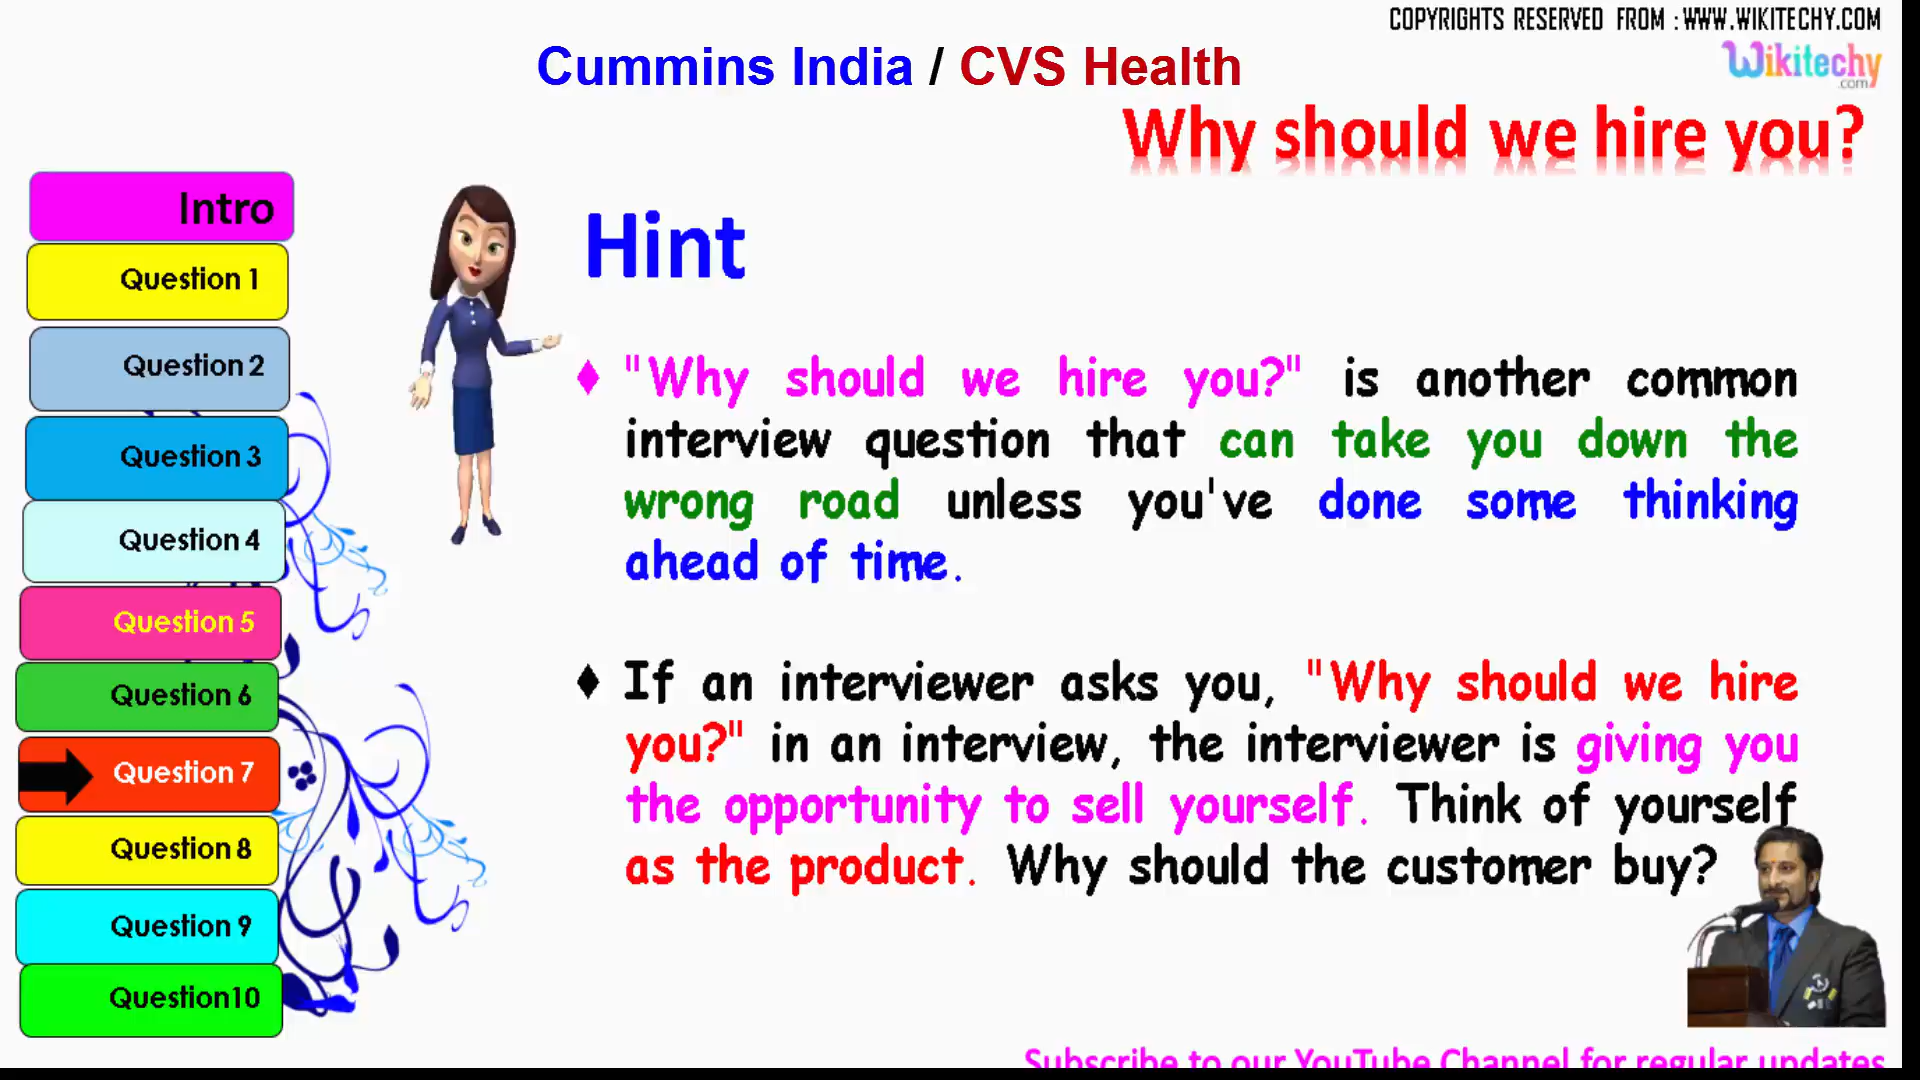 COPYRIGHTS RESERVED FROM : WWW.WIKITECHY.COM
Wikitechy
.com
Cummins India / CVS Health
Why should we hire you?
Intro
Question 1
Question 2
Question 3
Question 4
Question 5
Question 6
Question 7
Question 8
Question 9
Question10
Hint
♦ "Why should we hire you?" is another common
interview question that can take you down the
wrong road unless you've done some thinking
ahead of time.
♦ If an interviewer asks you, "Why should we hire
you?" in an interview, the interviewer is giving you
the opportunity to sell yourself. Think of yourself
as the product. Why should the customer buy?
Subscribe to our YouTube Channel for regular updates